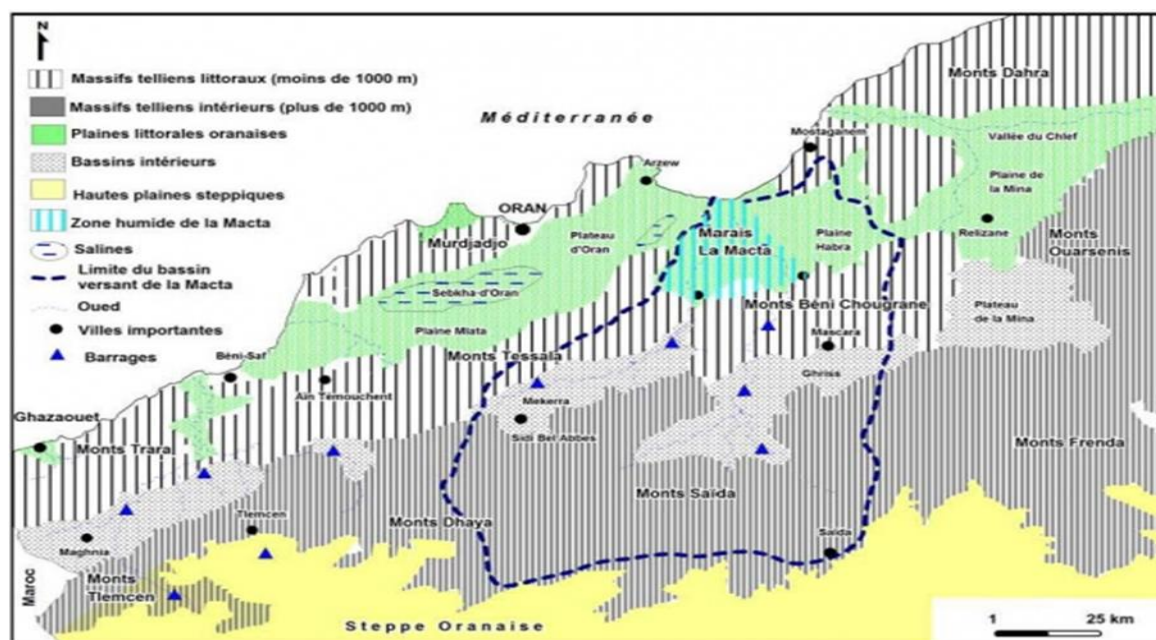 N
Massifs telliens littoraux (moins de 1000 m)
Massifs telliens intérieurs (plus de 1000 m)
Plaines littorales oranaises
Bassins intérieurs
Hautes plaines steppiques
Zone humide de la Macta
Salines
Limite du bassin
versant de la Macta
Oued
Villes importantes
Barrages
Méditerranée
Monts Dahra
Mostaganem
Vallée du Chlef
Arzew
Plaine de
la Mina
ORAN
Murdjadjo
Plateau
d'Oran
Marais
La Macta
Plaine
Habra
Relizane
Monts
Ouarsenis
Sebkha-d'Oran
Monts Béni Chougrane
Plateau
de la Mina
Plaine Mlata
Mascara
Monts Tessala
Béni-Saf
Ghriss
Aïn Témouchent
Mekerra
Ghazaouet
Sidi Bel Abbes
Monts Trara
Monts Frenda
Monts Saïda
Tlemcen
Monts Dhaya
Saïda
Maghnia
Maroc
Monts
Tlemcen
Steppe Oranaise
1 25 km